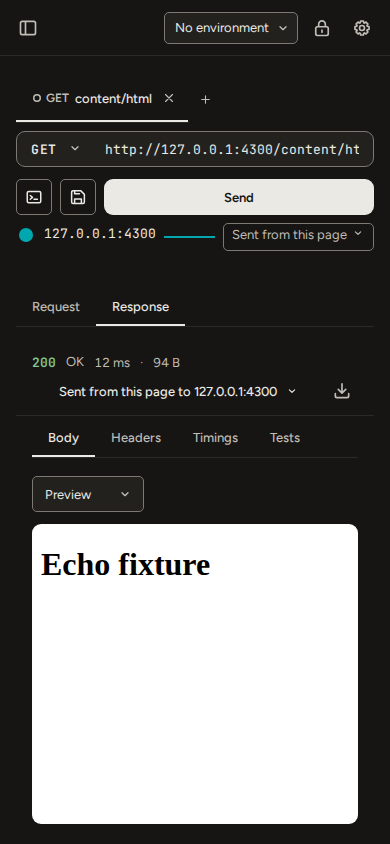 No environment
GET content/html
GET http://127.0.0.1:4300/content/ht
Send
127.0.0.1:4300 Sent from this page
Request Response
200 OK 12 ms · 94 B
Sent from this page to 127.0.0.1:4300
Body Headers Timings Tests
Preview
Echo fixture